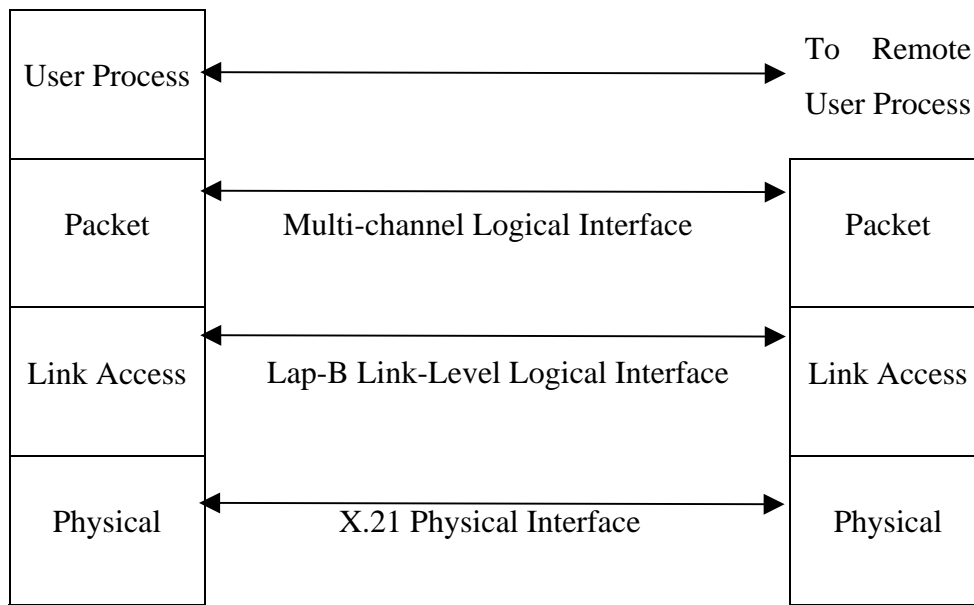 To Remote
User Process
User Process
Packet
Multi-channel Logical Interface
Packet
Link Access
Lap-B Link-Level Logical Interface
Link Access
Physical
X.21 Physical Interface
Physical